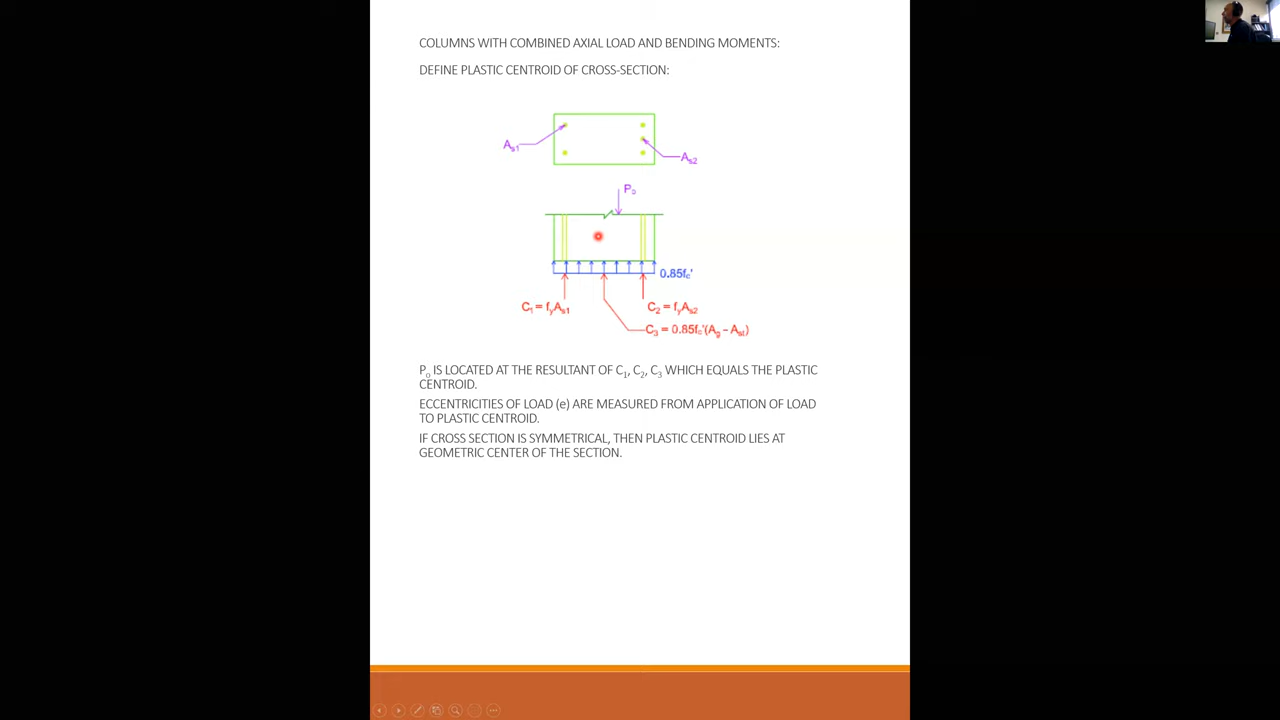 COLUMNS WITH COMBINED AXIAL LOAD AND BENDING MOMENTS:
DEFINE PLASTIC CENTROID OF CROSS-SECTION:
As1
As2
Po
0.85fc'
C1 = fyAs1
C2 = fyAs2
C3 = 0.85fc'(Ag – Ast)
Po IS LOCATED AT THE RESULTANT OF C1, C2, C3 WHICH EQUALS THE PLASTIC
CENTROID.
ECCENTRICITIES OF LOAD (e) ARE MEASURED FROM APPLICATION OF LOAD
TO PLASTIC CENTROID.
IF CROSS SECTION IS SYMMETRICAL, THEN PLASTIC CENTROID LIES AT
GEOMETRIC CENTER OF THE SECTION.